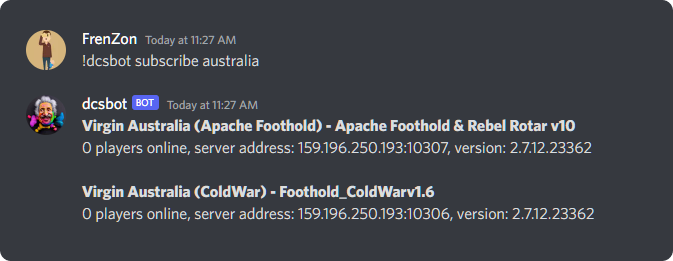 FrenZon Today at 11:27 AM
!dcsbot subscribe australia
dcsbot BOT Today at 11:27 AM
Virgin Australia (Apache Foothold) - Apache Foothold & Rebel Rotar v10
0 players online, server address: 159.196.250.193:10307, version: 2.7.12.23362
Virgin Australia (ColdWar) - Foothold_ColdWarv1.6
0 players online, server address: 159.196.250.193:10306, version: 2.7.12.23362